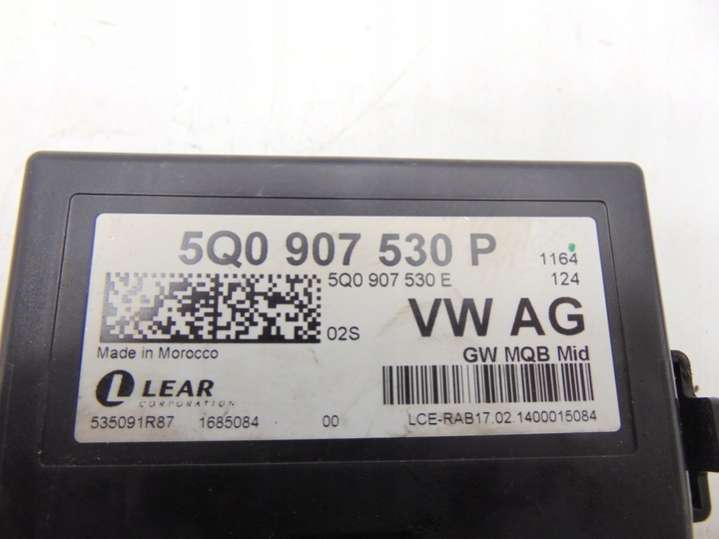 5Q0 907 530 P 1164
5Q0 907 530 E 124
02S VW AG
Made in Morocco GW MQB Mid
LEAR
CORPORATION
535091R87 1685084 00 LCE-RAB17.02.1400015084